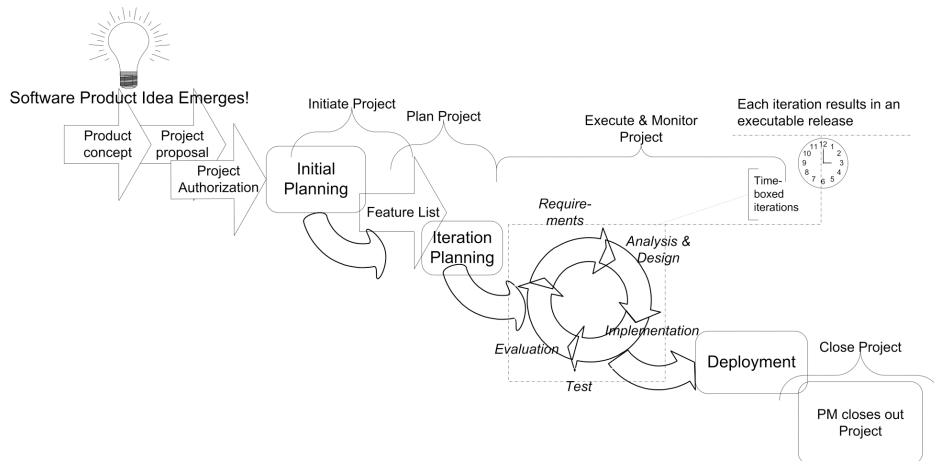 Software Product Idea Emerges!
Product
concept
Project
proposal
Project
Authorization
Initiate Project
Initial
Planning
Plan Project
Feature List
Iteration
Planning
Execute & Monitor
Project
Each iteration results in an
executable release
11 12 1
10 2
9 3
8 4
7 6 5
Time-
boxed
iterations
Require-
ments
Analysis &
Design
Implementation
Evaluation
Test
Deployment
Close Project
PM closes out
Project